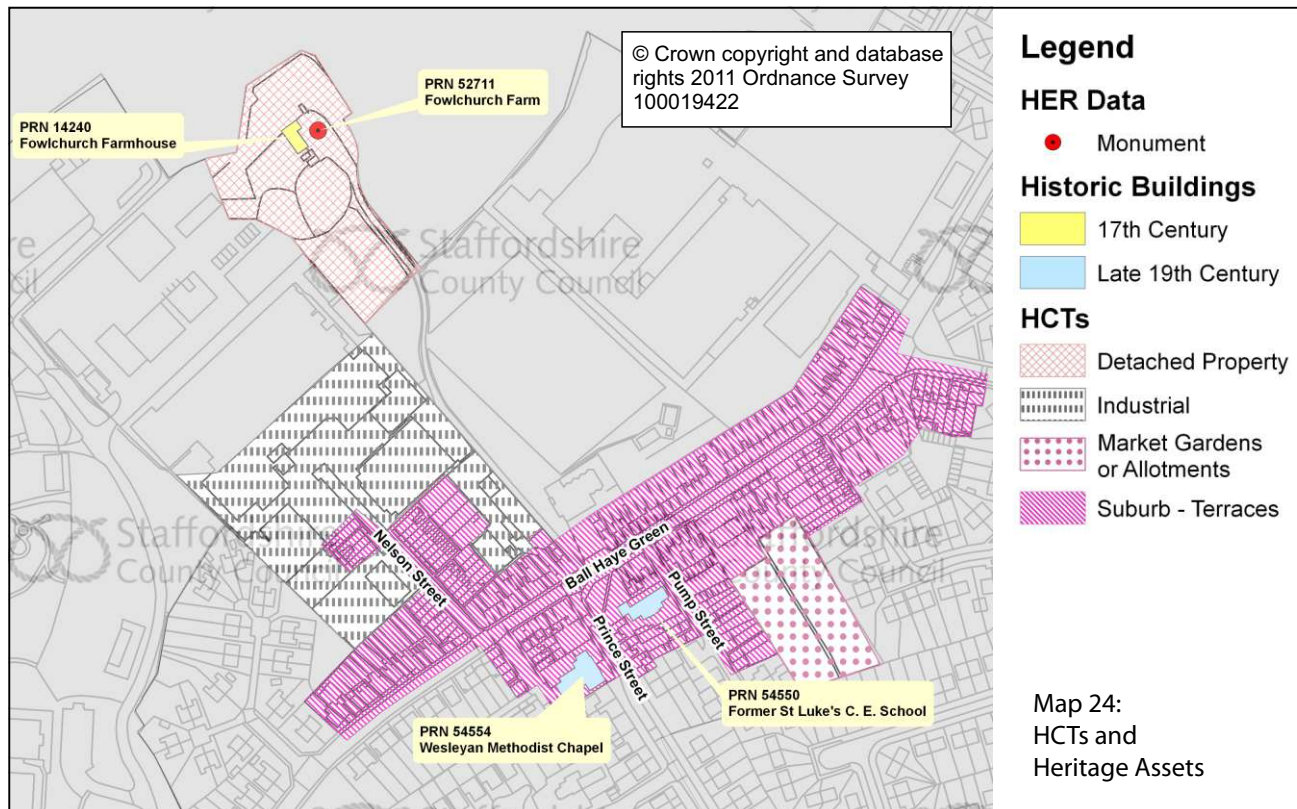 © Crown copyright and database
rights 2011 Ordnance Survey
100019422
PRN 52711
Fowlchurch Farm
PRN 14240
Fowlchurch Farmhouse
Staffordshire
County Council
Staffordshire
County Council
Nelson Street
Ball Haye Green
Prince Street
Pump Street
PRN 54550
Former St Luke's C. E. School
PRN 54554
Wesleyan Methodist Chapel
Legend
HER Data
Monument
Historic Buildings
17th Century
Late 19th Century
HCTs
Detached Property
Industrial
Market Gardens
or Allotments
Suburb - Terraces
Map 24:
HCTs and
Heritage Assets